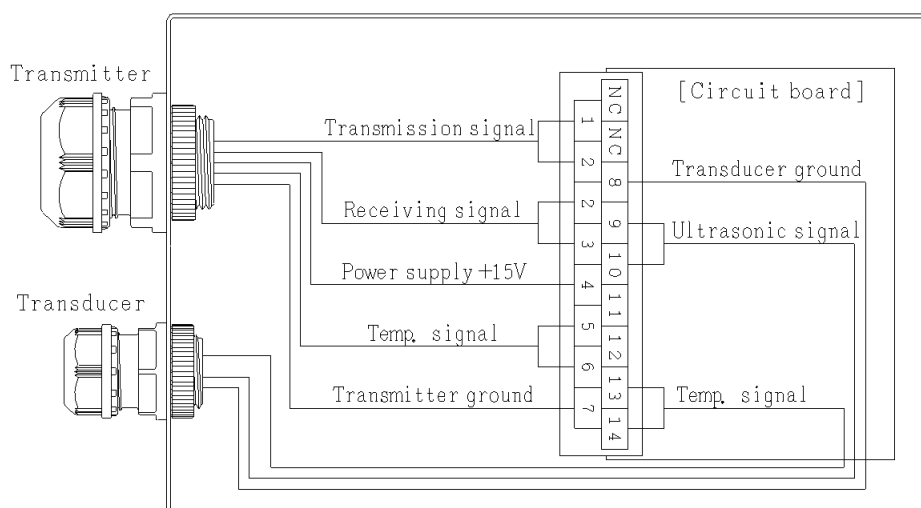 Transmitter
Transducer
[Circuit board]
Transmission signal
Receiving signal
Power supply +15V
Temp. signal
Transmitter ground
1
2
2
3
4
5
6
7
NC
NC
8
9
10
11
12
13
14
Transducer ground
Ultrasonic signal
Temp. signal